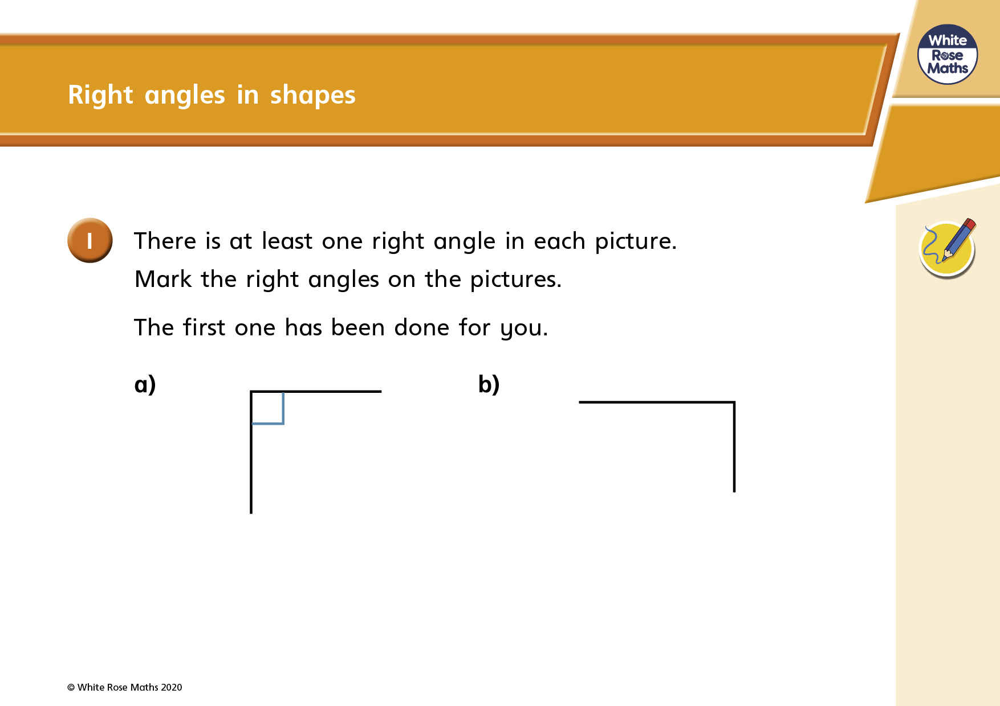 White
Rose
Maths
Right angles in shapes
1 There is at least one right angle in each picture.
Mark the right angles on the pictures.
The first one has been done for you.
a) b)
© White Rose Maths 2020